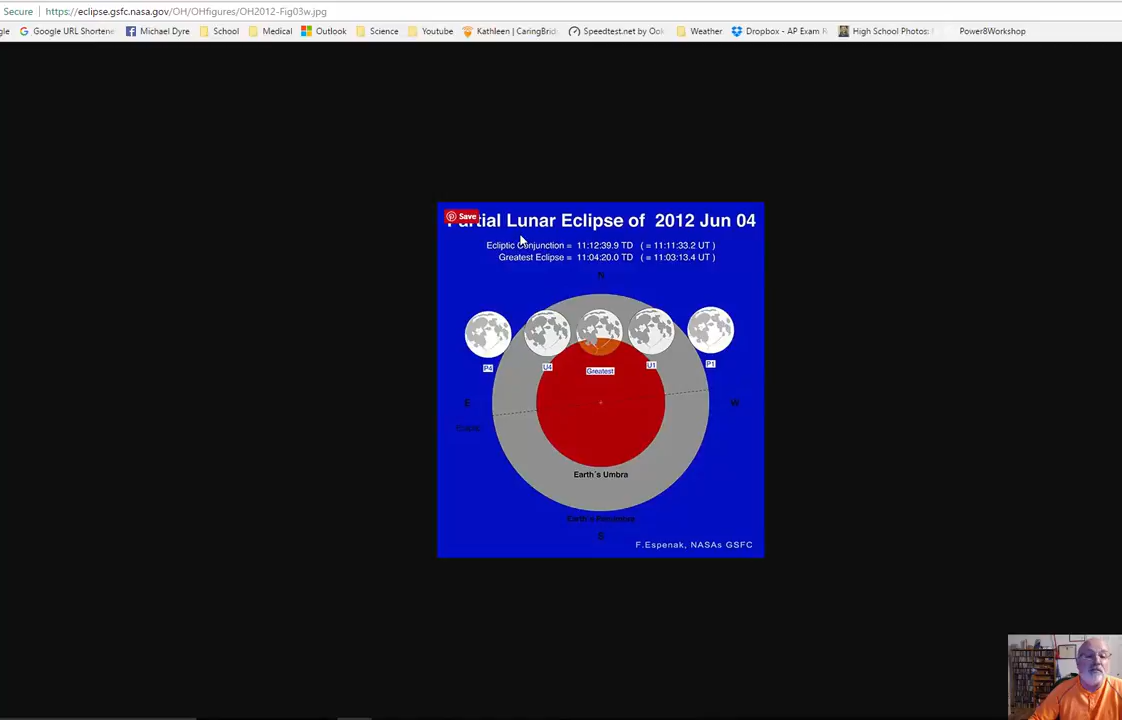 Secure | https://eclipse.gsfc.nasa.gov/OH/OHfigures/OH2012-Fig03w.jpg
Google URL Shortene Michael Dyre School Medical Outlook Science Youtube Kathleen | CaringBrid Speedtest.net by Ook Weather Dropbox - AP Exam R High School Photos: Power8Workshop
Save
Partial Lunar Eclipse of 2012 Jun 04
Ecliptic Conjunction = 11:12:39.9 TD ( = 11:11:33.2 UT )
Greatest Eclipse = 11:04:20.0 TD ( = 11:03:13.4 UT )
N
P4 U4 Greatest U1 P1
E W
Earth's Umbra
Earth's Penumbra
S
F.Espenak, NASAs GSFC